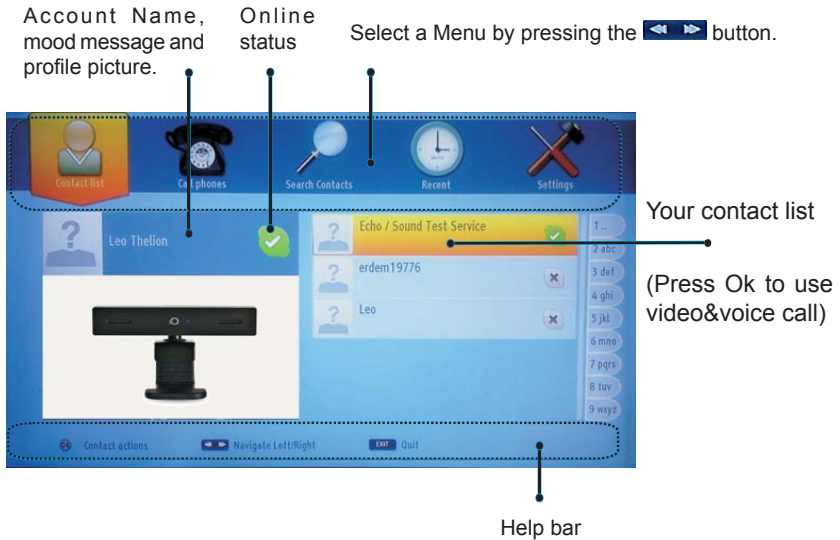 Account Name,
mood message and
profile picture.
Online
status
Select a Menu by pressing the button.
Contact list
Call phones
Search Contacts
Recent
Settings
Leo Thelion
Echo / Sound Test Service
erdem19776
Leo
1 ..
2 abc
3 def
4 ghi
5 jkl
6 mno
7 pqrs
8 tuv
9 wxyz
Your contact list
(Press Ok to use
video&voice call)
OK Contact actions
Navigate Left/Right
EXIT Quit
Help bar